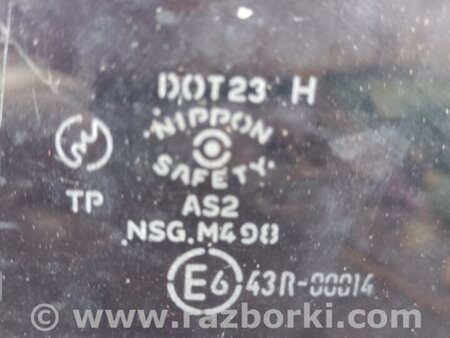 DOT23 H
NIPPON
SAFETY
TP
AS2
NSG.M498
E6 43R-00014
© www.razborki.com